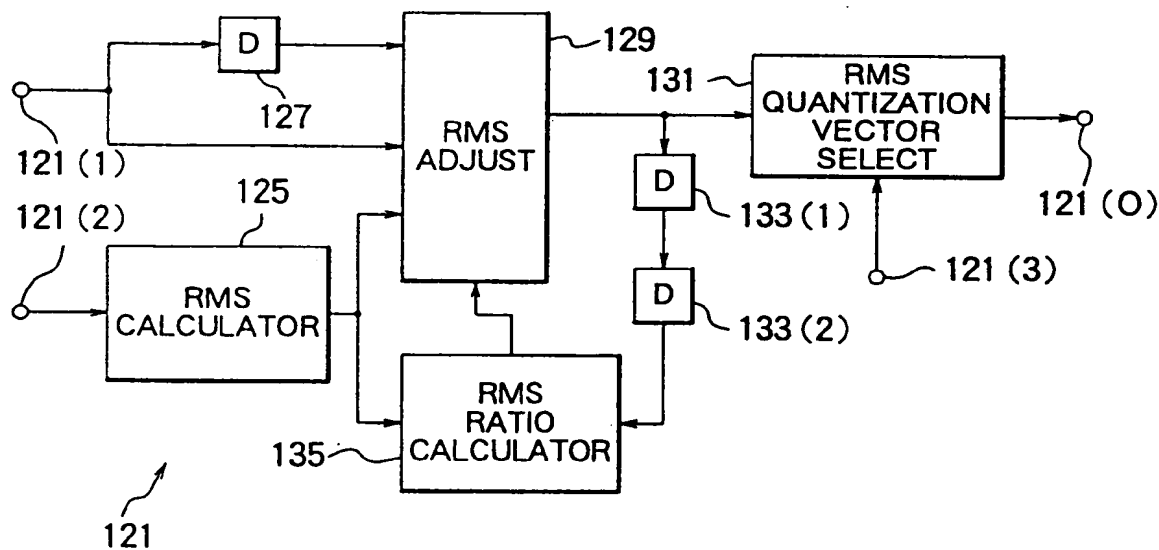 D
127
129
131
RMS
QUANTIZATION
VECTOR
SELECT
121 (1)
RMS
ADJUST
121 (2)
125
D
133 (1)
121 (O)
121 (3)
RMS
CALCULATOR
D
133 (2)
RMS
RATIO
CALCULATOR
135
121